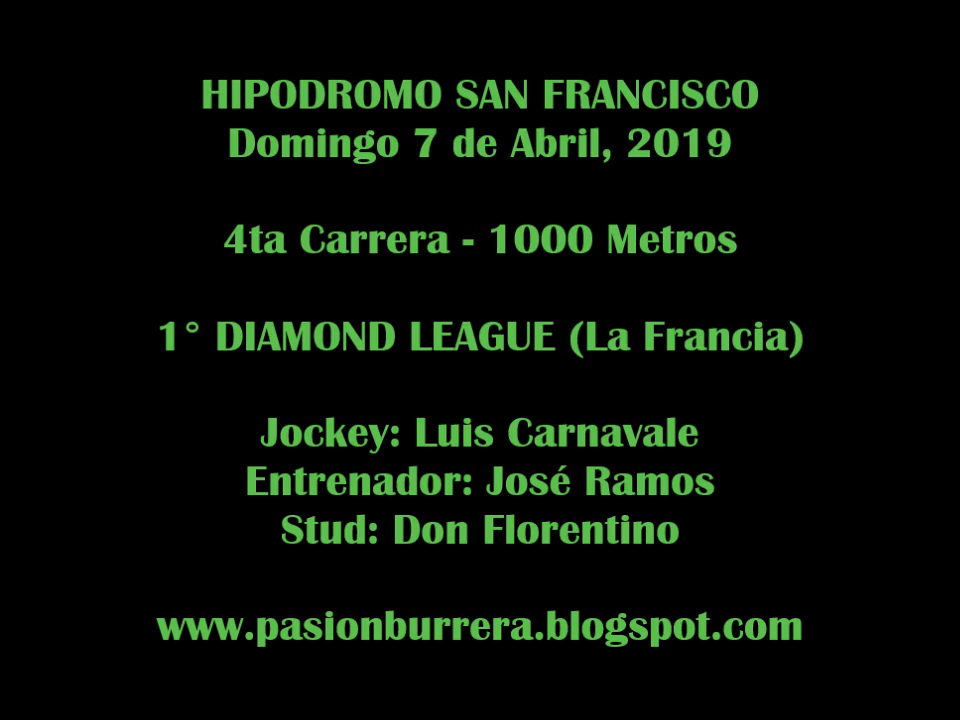 HIPODROMO SAN FRANCISCO
Domingo 7 de Abril, 2019
4ta Carrera - 1000 Metros
1° DIAMOND LEAGUE (La Francia)
Jockey: Luis Carnavale
Entrenador: José Ramos
Stud: Don Florentino
www.pasionburrera.blogspot.com